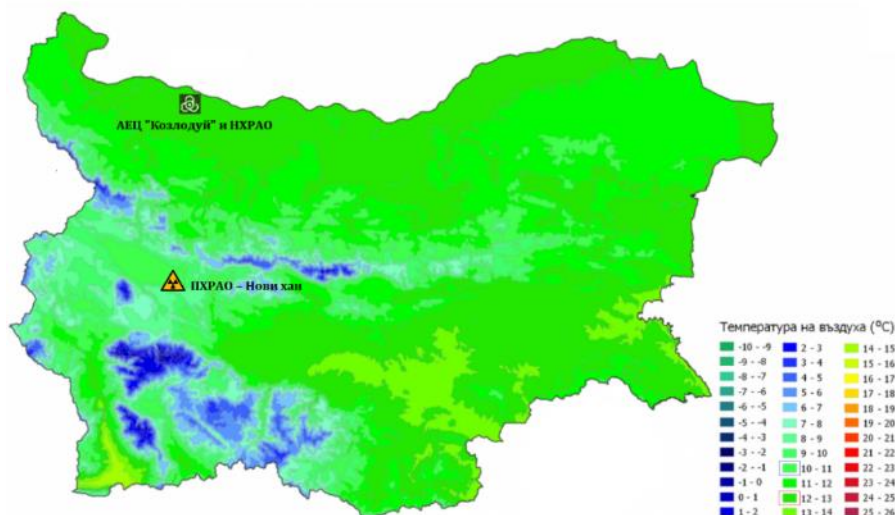 АЕЦ "Козлодуй" и НХРАО
ПХРАО – Нови хан
Температура на въздуха (°C)
-10 - -9
-9 - -8
-8 - -7
-7 - -6
-6 - -5
-5 - -4
-4 - -3
-3 - -2
-2 - -1
-1 - 0
0 - 1
1 - 2
2 - 3
3 - 4
4 - 5
5 - 6
6 - 7
7 - 8
8 - 9
9 - 10
10 - 11
11 - 12
12 - 13
13 - 14
14 - 15
15 - 16
16 - 17
17 - 18
18 - 19
19 - 20
20 - 21
21 - 22
22 - 23
23 - 24
24 - 25
25 - 26